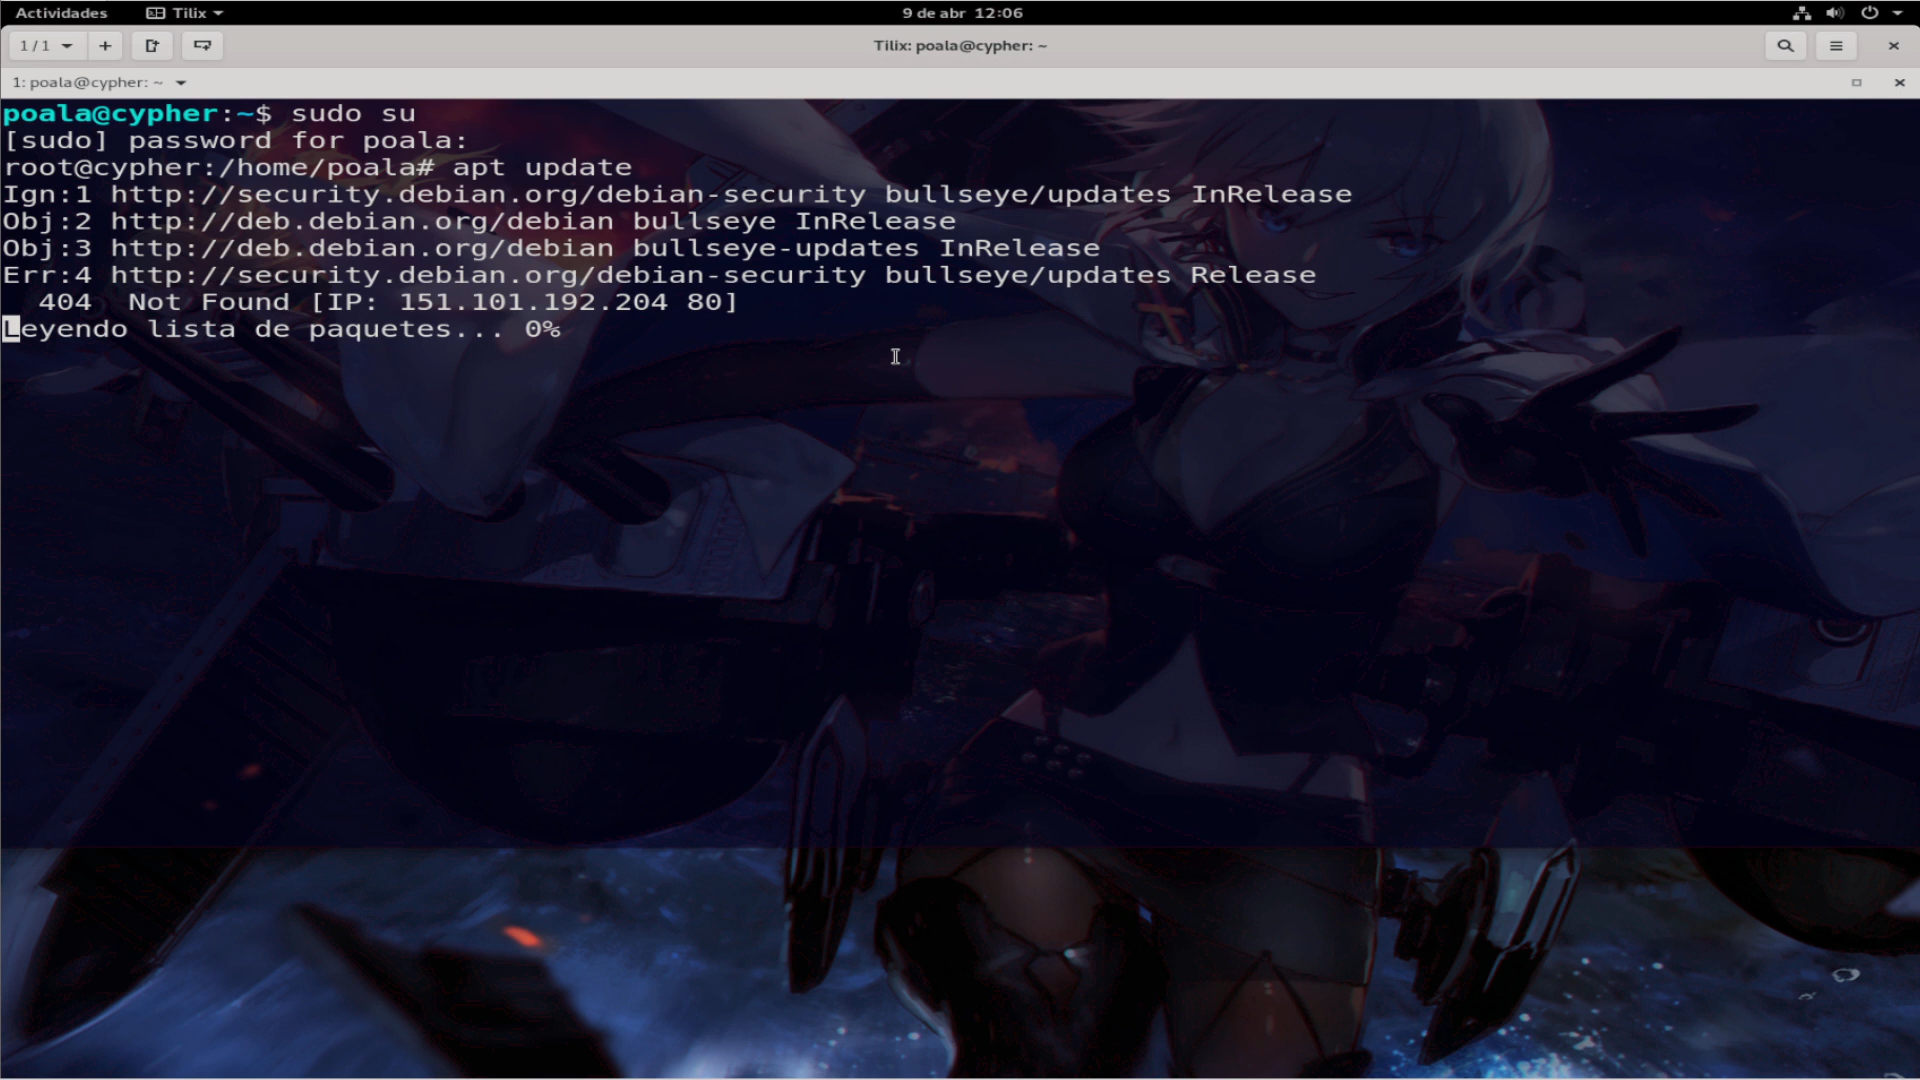 Actividades Tilix 9 de abr 12:06
1 / 1 Tilix: poala@cypher: ~
1: poala@cypher: ~
poala@cypher:~$ sudo su
[sudo] password for poala:
root@cypher:/home/poala# apt update
Ign:1 http://security.debian.org/debian-security bullseye/updates InRelease
Obj:2 http://deb.debian.org/debian bullseye InRelease
Obj:3 http://deb.debian.org/debian bullseye-updates InRelease
Err:4 http://security.debian.org/debian-security bullseye/updates Release
  404  Not Found [IP: 151.101.192.204 80]
Leyendo lista de paquetes... 0%